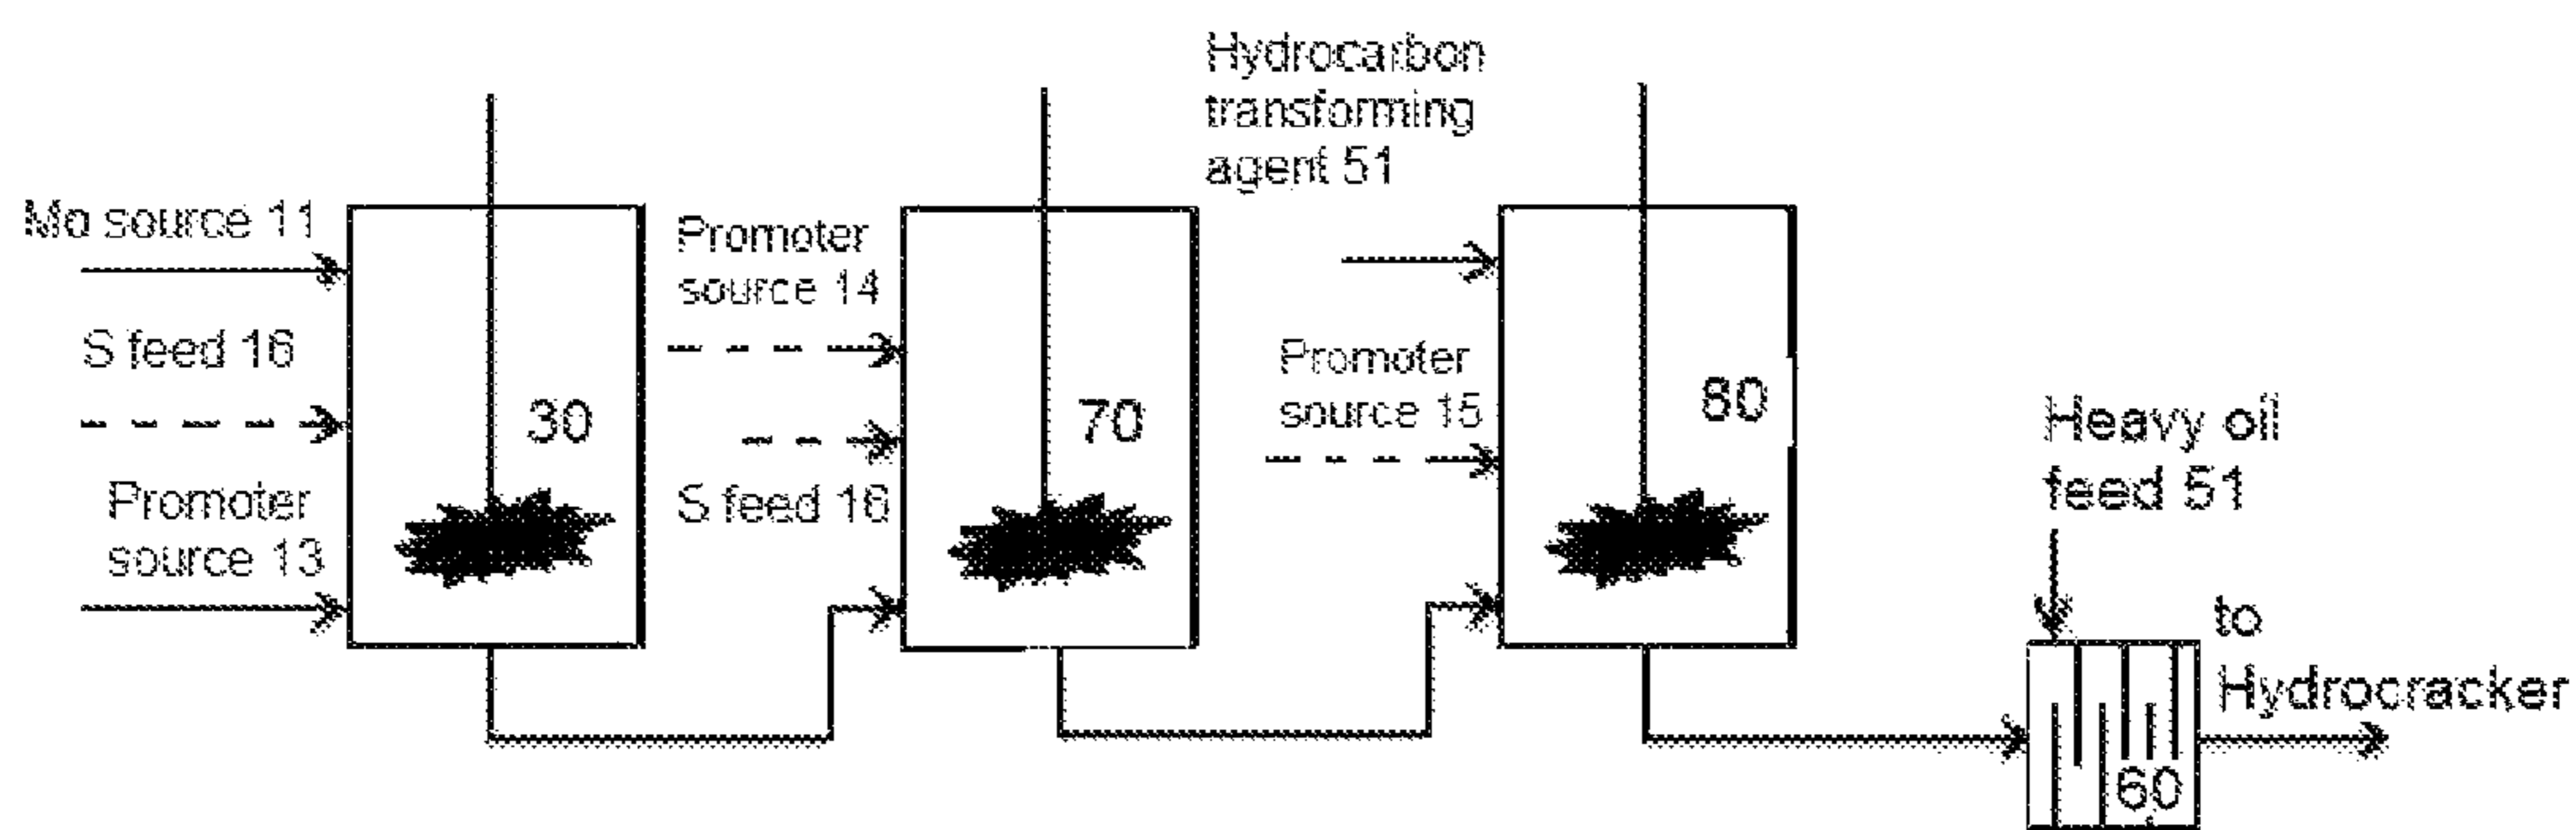 Mo source 11
S feed 16
Promoter
source 13
30
Promoter
source 14
S feed 16
70
Hydrocarbon
transforming
agent 51
Promoter
source 15
80
Heavy oil
feed 51
60
to
Hydrocracker